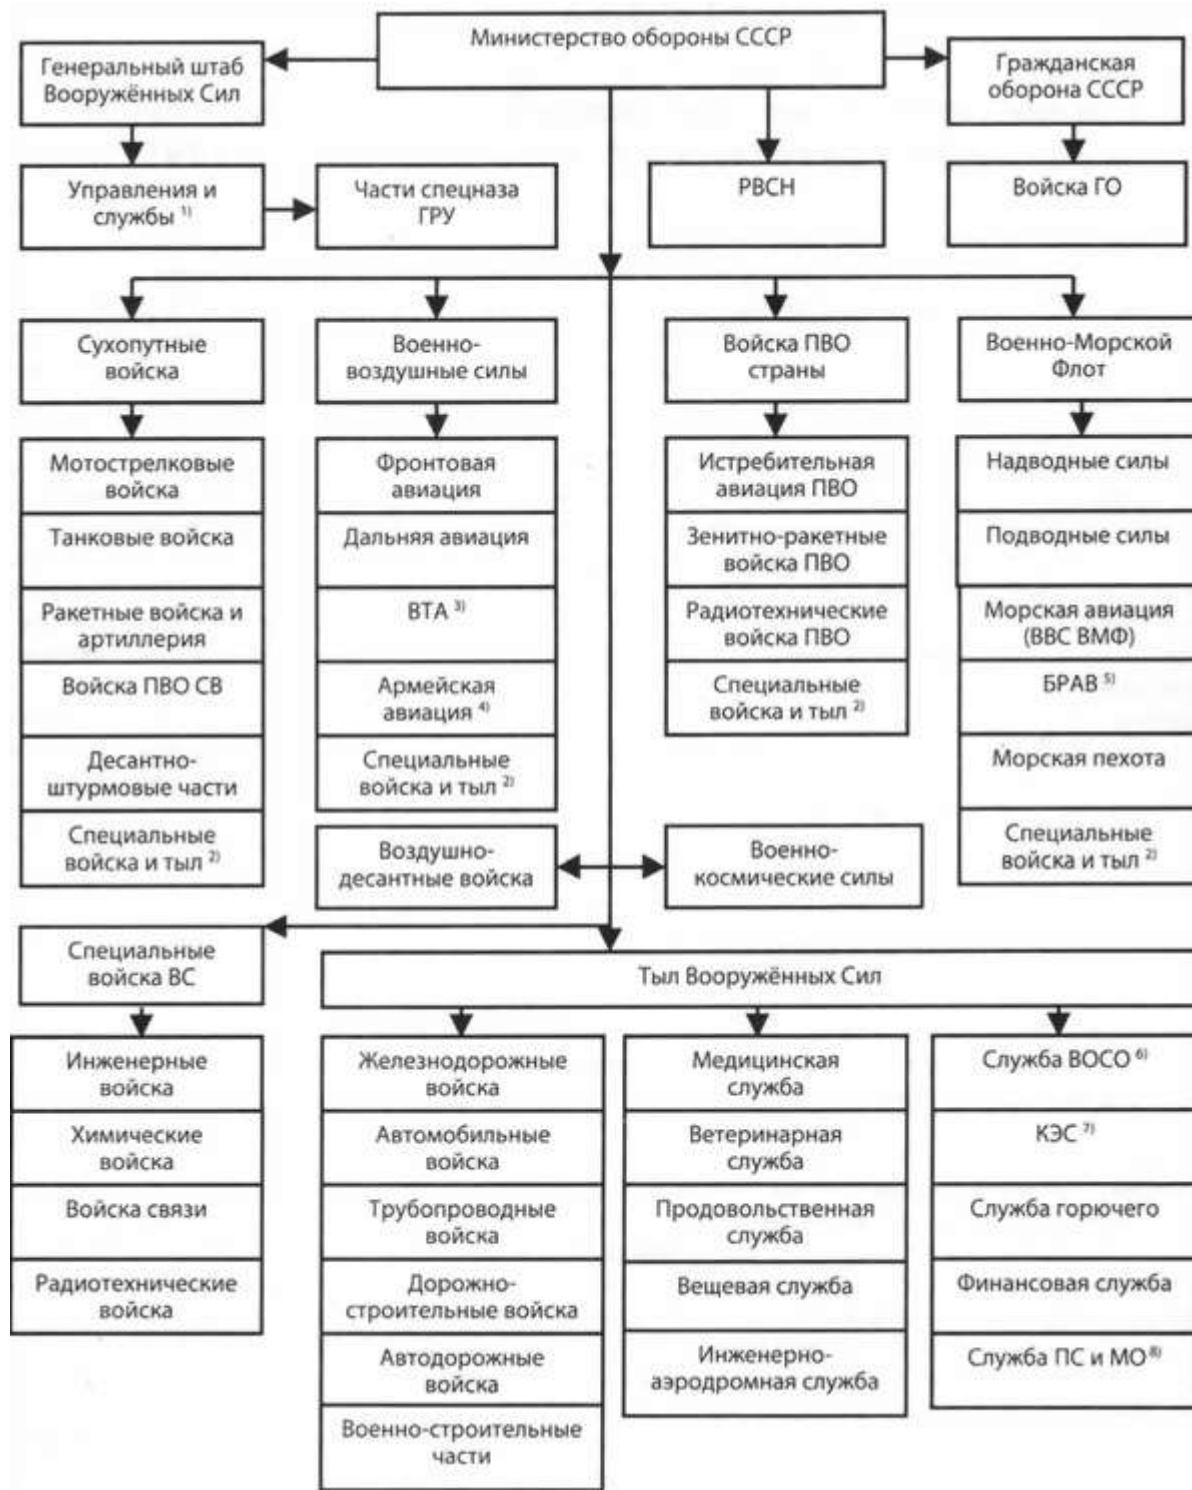 Министерство обороны СССР
Генеральный штаб
Вооружённых Сил
Гражданская
оборона СССР
Управления и
службы 1)
Части спецназа
ГРУ
РВСН
Войска ГО
Сухопутные
войска
Военно-
воздушные силы
Войска ПВО
страны
Военно-Морской
Флот
Мотострелковые
войска
Танковые войска
Ракетные войска и
артиллерия
Войска ПВО СВ
Десантно-
штурмовые части
Специальные
войска и тыл 2)
Фронтовая
авиация
Дальняя авиация
ВТА 3)
Армейская
авиация 4)
Специальные
войска и тыл 2)
Истребительная
авиация ПВО
Зенитно-ракетные
войска ПВО
Радиотехнические
войска ПВО
Специальные
войска и тыл 2)
Надводные силы
Подводные силы
Морская авиация
(ВВС ВМФ)
БРАВ 5)
Морская пехота
Специальные
войска и тыл 2)
Воздушно-
десантные войска
Военно-
космические силы
Специальные
войска ВС
Тыл Вооружённых Сил
Инженерные
войска
Химические
войска
Войска связи
Радиотехнические
войска
Железнодорожные
войска
Автомобильные
войска
Трубопроводные
войска
Дорожно-
строительные войска
Автодорожные
войска
Военно-строительные
части
Медицинская
служба
Ветеринарная
служба
Продовольственная
служба
Вещевая служба
Инженерно-
аэродромная служба
Служба ВОСО 6)
КЭС 7)
Служба горючего
Финансовая служба
Служба ПС и МО 8)